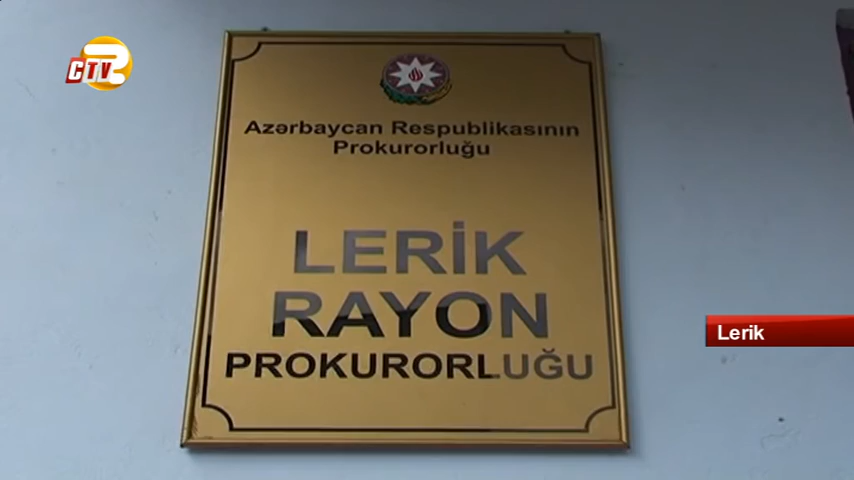 CTV
Azərbaycan Respublikasının
Prokurorluğu
LERİK
RAYON
PROKURORLUĞU
Lerik